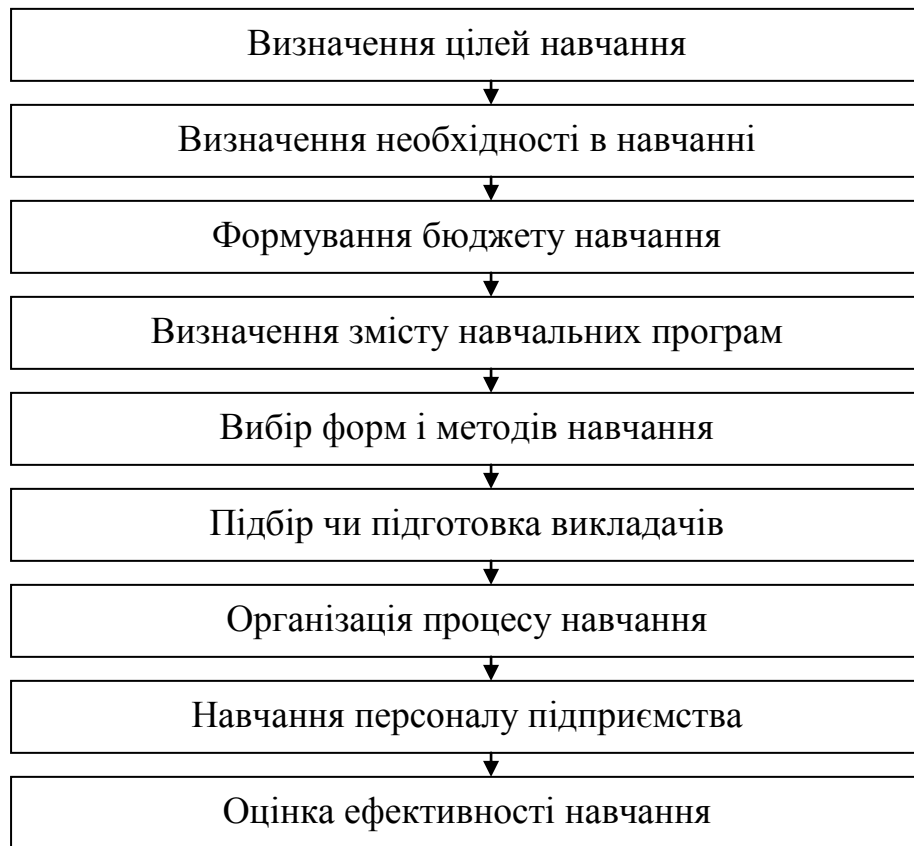 Визначення цілей навчання
Визначення необхідності в навчанні
Формування бюджету навчання
Визначення змісту навчальних програм
Вибір форм і методів навчання
Підбір чи підготовка викладачів
Організація процесу навчання
Навчання персоналу підприємства
Оцінка ефективності навчання